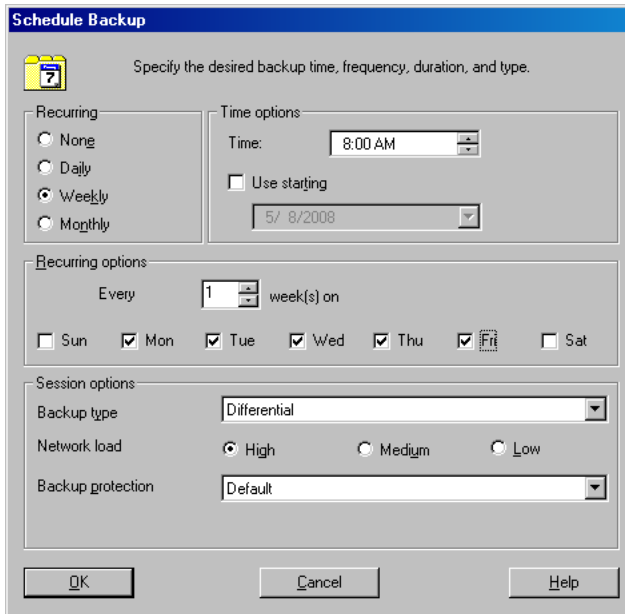 Schedule Backup
7
Specify the desired backup time, frequency, duration, and type.
Recurring
None
Daily
Weekly
Monthly
Time options
Time: 8:00 AM
Use starting
5/ 8/2008
Recurring options
Every 1 week(s) on
Sun Mon Tue Wed Thu Fri Sat
Session options
Backup type Differential
Network load High Medium Low
Backup protection Default
OK Cancel Help